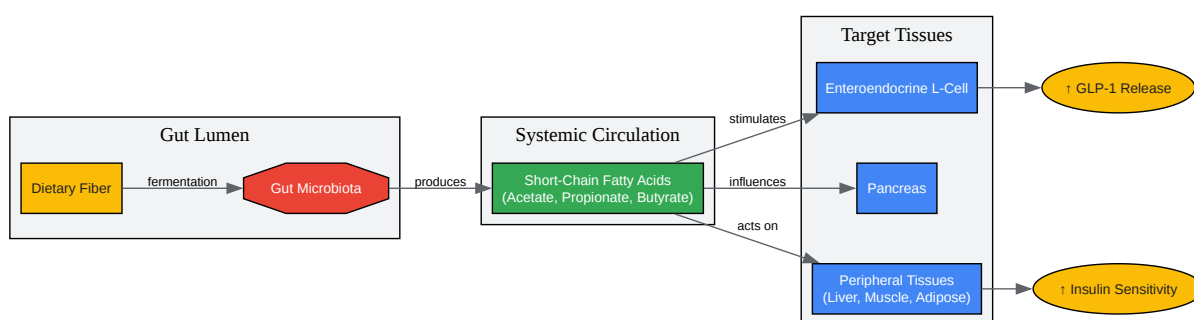 Gut Lumen
Dietary Fiber
fermentation
Gut Microbiota
produces
Systemic Circulation
Short-Chain Fatty Acids
(Acetate, Propionate, Butyrate)
stimulates
influences
acts on
Target Tissues
Enteroendocrine L-Cell
Pancreas
Peripheral Tissues
(Liver, Muscle, Adipose)
↑ GLP-1 Release
↑ Insulin Sensitivity